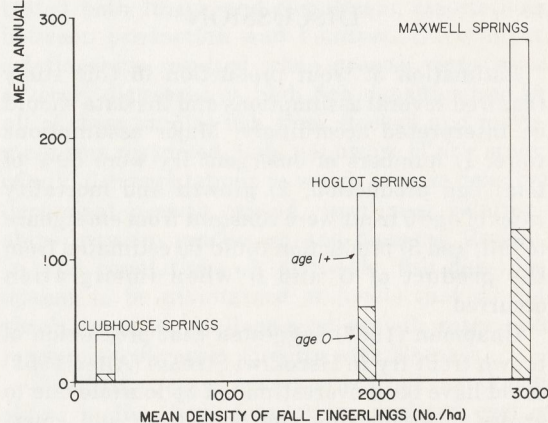 MEAN ANNUAL
300
200
100
0
MAXWELL SPRINGS
HOGLOT SPRINGS
age I+
age O
CLUBHOUSE SPRINGS
1000
2000
3000
MEAN DENSITY OF FALL FINGERLINGS (No./ha)